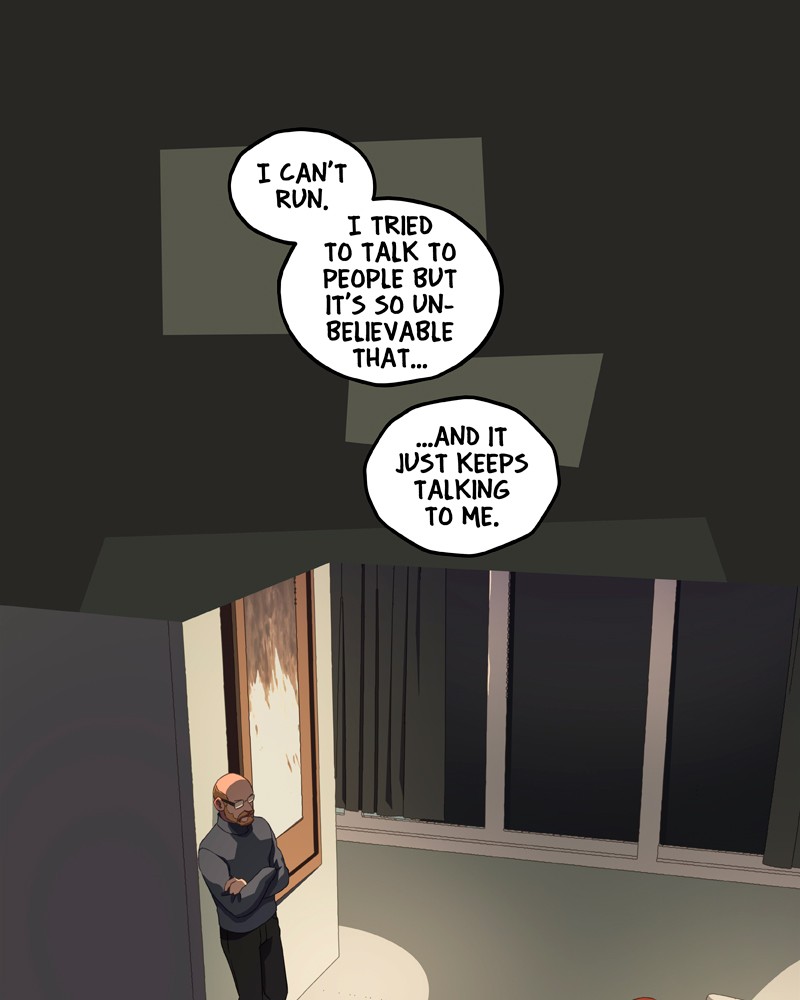 I CAN'T
RUN.
I TRIED
TO TALK TO
PEOPLE BUT
IT'S SO UN-
BELIEVABLE
THAT...
...AND IT
JUST KEEPS
TALKING
TO ME.